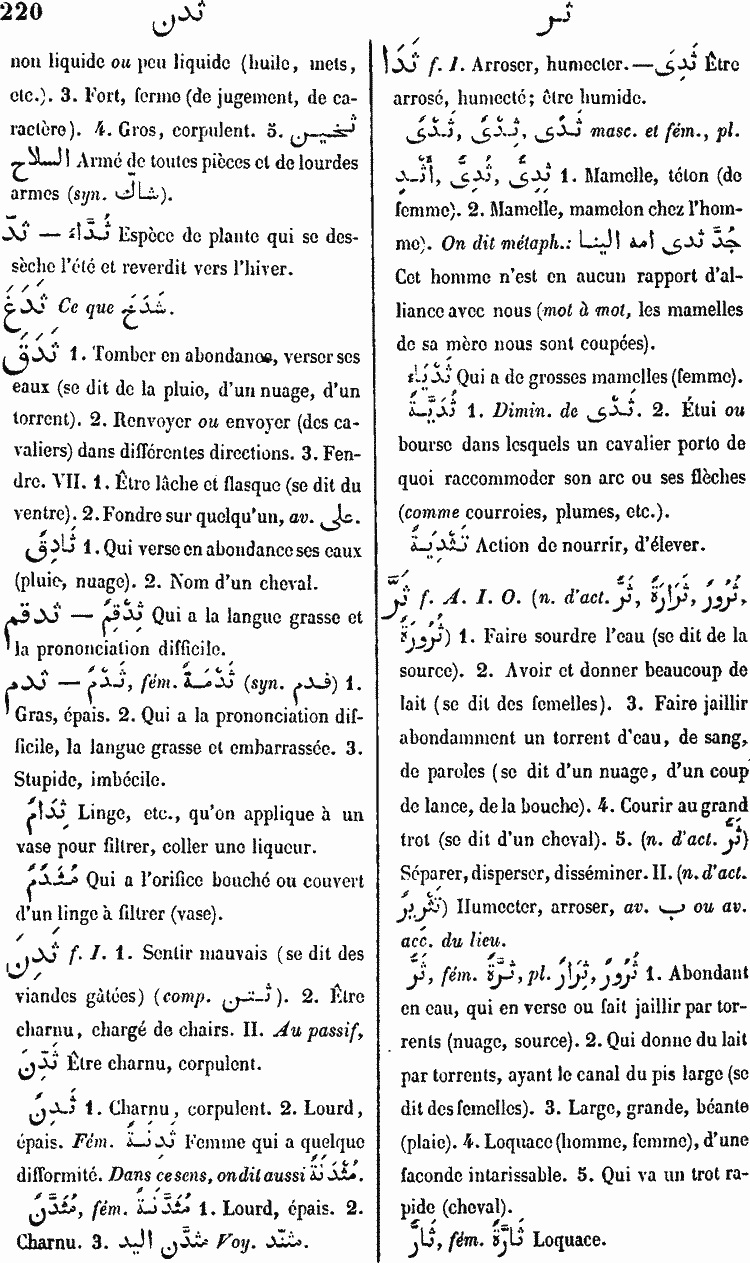 220
ثدن
ثر
non liquide ou peu liquide (huile, mets,
etc.). 3. Fort, ferme (de jugement, de ca-
ractère). 4. Gros, corpulent. 5. ثخين
السلاح Armé de toutes pièces et de lourdes
armes (syn. شاكّ).
ثدّ — ثُدَّاء Espèce de plante qui se des-
sèche l'été et reverdit vers l'hiver.
ثَدَغَ Ce que شَدَغَ.
ثَدَقَ 1. Tomber en abondance, verser ses
eaux (se dit de la pluie, d'un nuage, d'un
torrent). 2. Renvoyer ou envoyer (des ca-
valiers) dans différentes directions. 3. Fen-
dre. VII. 1. Être lâche et flasque (se dit du
ventre). 2. Fondre sur quelqu'un, av. على.
ثَادِقٌ 1. Qui verse en abondance ses eaux
(pluie, nuage). 2. Nom d'un cheval.
ثدقم — ثِدْقِمٌ Qui a la langue grasse et
la prononciation difficile.
ثدم — ثَدْمٌ, fém. ثَدْمَةٌ (syn. فدم) 1.
Gras, épais. 2. Qui a la prononciation dif-
ficile, la langue grasse et embarrassée. 3.
Stupide, imbécile.
ثِدَامٌ Linge, etc., qu'on applique à un
vase pour filtrer, coller une liqueur.
مُثَدَّمٌ Qui a l'orifice bouché ou couvert
d'un linge à filtrer (vase).
ثَدِنَ f. I. 1. Sentir mauvais (se dit des
viandes gâtées) (comp. ثتن). 2. Être
charnu, chargé de chairs. II. Au passif,
ثُدِّنَ Être charnu, corpulent.
ثَدِنٌ 1. Charnu, corpulent. 2. Lourd,
épais. Fém. ثَدِنَةٌ Femme qui a quelque
difformité. Dans ce sens, on dit aussi مُثْدَنَةٌ.
مُثَدَّنٌ, fém. مُثَدَّنَةٌ 1. Lourd, épais. 2.
Charnu. 3. مثدّن اليد Voy. مثنّد.
ثَدَا f. I. Arroser, humecter. — ثَدِىَ Être
arrosé, humecté; être humide.
ثَدْىٌ, ثِدْىٌ, ثَدًى masc. et fém., pl.
أَثْدٍ, ثُدِىٌّ, ثِدِىٌّ 1. Mamelle, téton (de
femme). 2. Mamelle, mamelon chez l'hom-
me). On dit métaph.: جُدَّ ثدى امه الينا
Cet homme n'est en aucun rapport d'al-
liance avec nous (mot à mot, les mamelles
de sa mère nous sont coupées).
ثَدْيَاء Qui a de grosses mamelles (femme).
ثُدَيَّةٌ 1. Dimin. de ثَدْى. 2. Étui ou
bourse dans lesquels un cavalier porte de
quoi raccommoder son arc ou ses flèches
(comme courroies, plumes, etc.).
تَثْدِيَةٌ Action de nourrir, d'élever.
ثَرَّ f. A. I. O. (n. d'act. ثَرٌّ, ثَرَارَةٌ, ثُرُورٌ,
ثُرُورَةٌ) 1. Faire sourdre l'eau (se dit de la
source). 2. Avoir et donner beaucoup de
lait (se dit des femelles). 3. Faire jaillir
abondamment un torrent d'eau, de sang,
de paroles (se dit d'un nuage, d'un coup
de lance, de la bouche). 4. Courir au grand
trot (se dit d'un cheval). 5. (n. d'act. ثَرٌّ)
Séparer, disperser, disséminer. II. (n. d'act.
تَثْرِيرٌ) Humecter, arroser, av. ب ou av.
acc. du lieu.
ثَرٌّ, fém. ثَرَّةٌ, pl. ثِرَارٌ, ثُرُورٌ 1. Abondant
en eau, qui en verse ou fait jaillir par tor-
rents (nuage, source). 2. Qui donne du lait
par torrents, ayant le canal du pis large (se
dit des femelles). 3. Large, grande, béante
(plaie). 4. Loquace (homme, femme), d'une
faconde intarissable. 5. Qui va un trot ra-
pide (cheval).
ثَارٌّ, fém. ثَارَّةٌ Loquace.